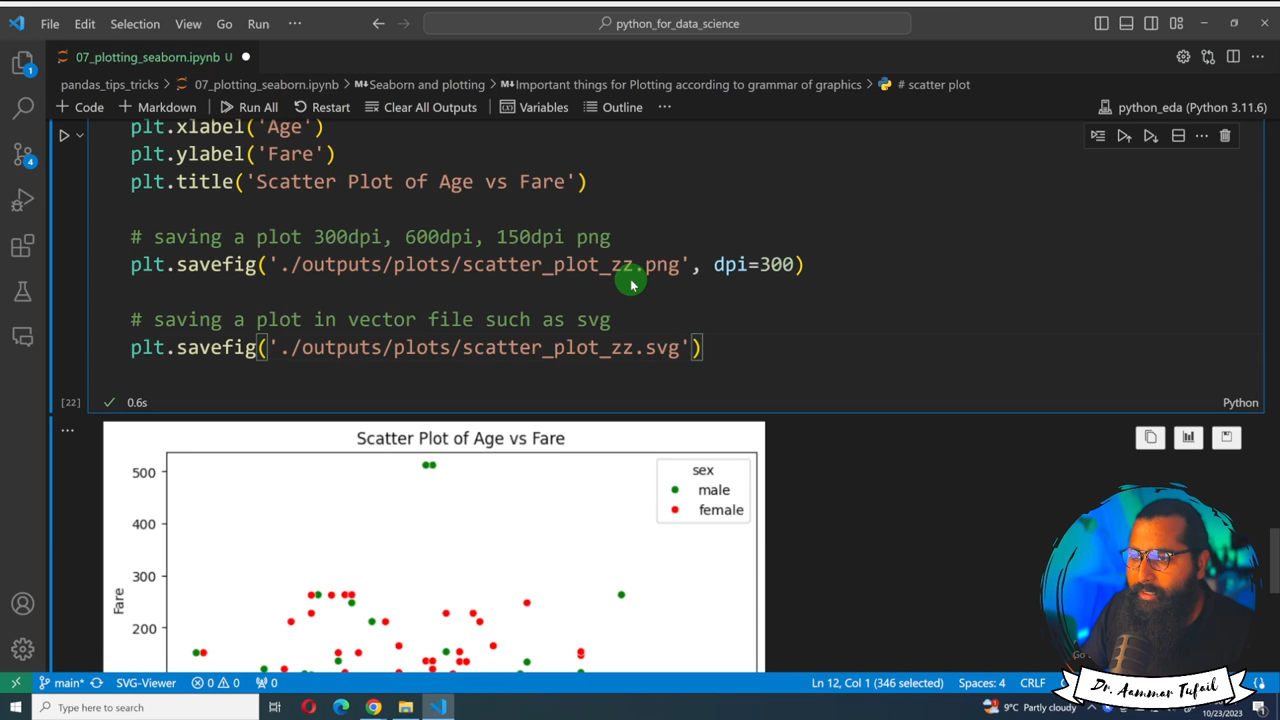 File Edit Selection View Go Run ··· python_for_data_science
07_plotting_seaborn.ipynb U
pandas_tips_tricks > 07_plotting_seaborn.ipynb > Seaborn and plotting > Important things for Plotting according to grammar of graphics > # scatter plot
+ Code + Markdown Run All Restart Clear All Outputs Variables Outline ··· python_eda (Python 3.11.6)
plt.xlabel('Age')
plt.ylabel('Fare')
plt.title('Scatter Plot of Age vs Fare')
# saving a plot 300dpi, 600dpi, 150dpi png
plt.savefig('./outputs/plots/scatter_plot_zz.png', dpi=300)
# saving a plot in vector file such as svg
plt.savefig('./outputs/plots/scatter_plot_zz.svg')
[22] 0.6s Python
Scatter Plot of Age vs Fare
500
400
300
200
Fare
sex
male
female
1
4
main* SVG-Viewer 0 0 0 Ln 12, Col 1 (346 selected) Spaces: 4 CRLF
Dr. Aammar Tufail
Type here to search 9°C Partly cloudy 10/23/2023